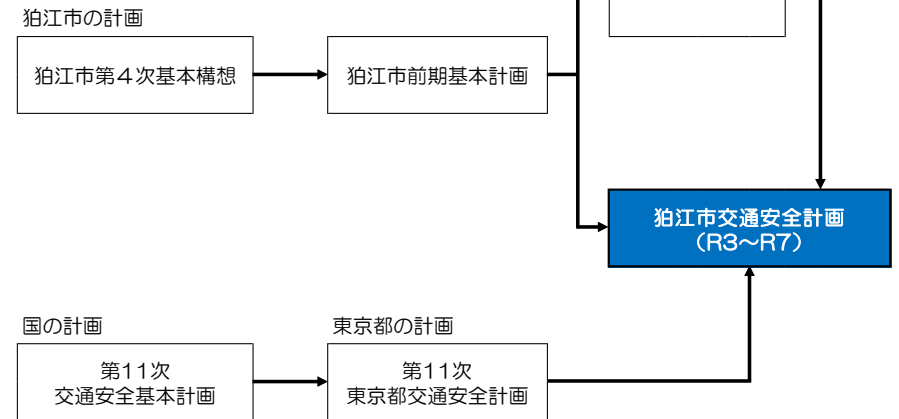 狛江市の計画
狛江市第４次基本構想
狛江市前期基本計画
狛江市交通安全計画
（R3～R7）
国の計画
東京都の計画
第11次
交通安全基本計画
第11次
東京都交通安全計画